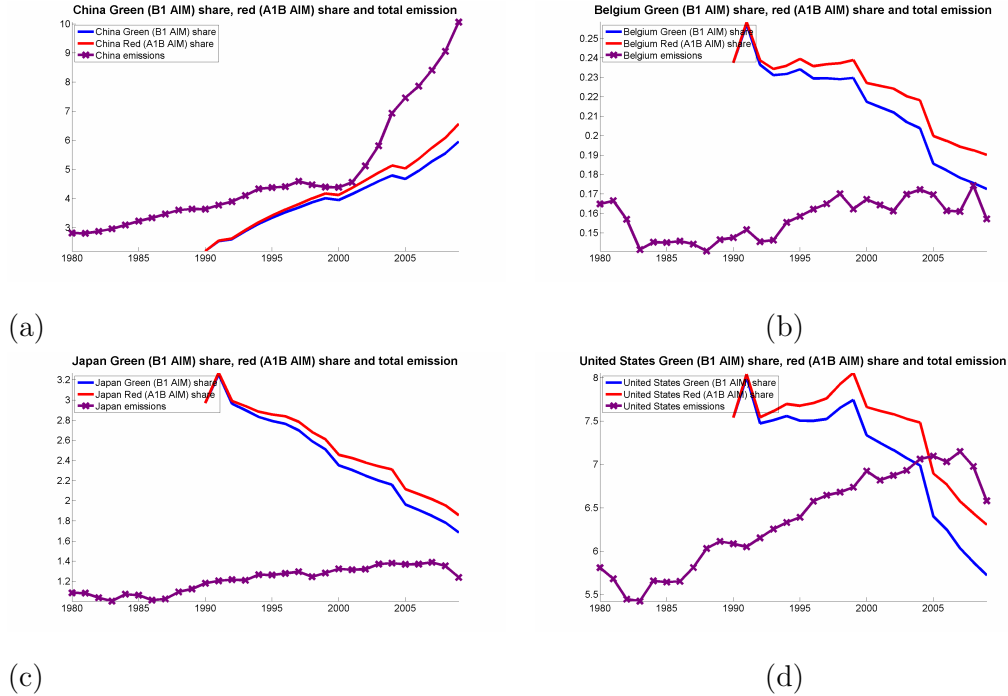 China Green (B1 AIM) share, red (A1B AIM) share and total emission
China Green (B1 AIM) share
China Red (A1B AIM) share
China emissions
10
9
8
7
6
5
4
3
1980 1985 1990 1995 2000 2005
(a)
Belgium Green (B1 AIM) share, red (A1B AIM) share and total emission
Belgium Green (B1 AIM) share
Belgium Red (A1B AIM) share
Belgium emissions
0.25
0.24
0.23
0.22
0.21
0.2
0.19
0.18
0.17
0.16
0.15
1980 1985 1990 1995 2000 2005
(b)
Japan Green (B1 AIM) share, red (A1B AIM) share and total emission
Japan Green (B1 AIM) share
Japan Red (A1B AIM) share
Japan emissions
3.2
3
2.8
2.6
2.4
2.2
2
1.8
1.6
1.4
1.2
1980 1985 1990 1995 2000 2005
(c)
United States Green (B1 AIM) share, red (A1B AIM) share and total emission
United States Green (B1 AIM) share
United States Red (A1B AIM) share
United States emissions
8
7.5
7
6.5
6
5.5
1980 1985 1990 1995 2000 2005
(d)